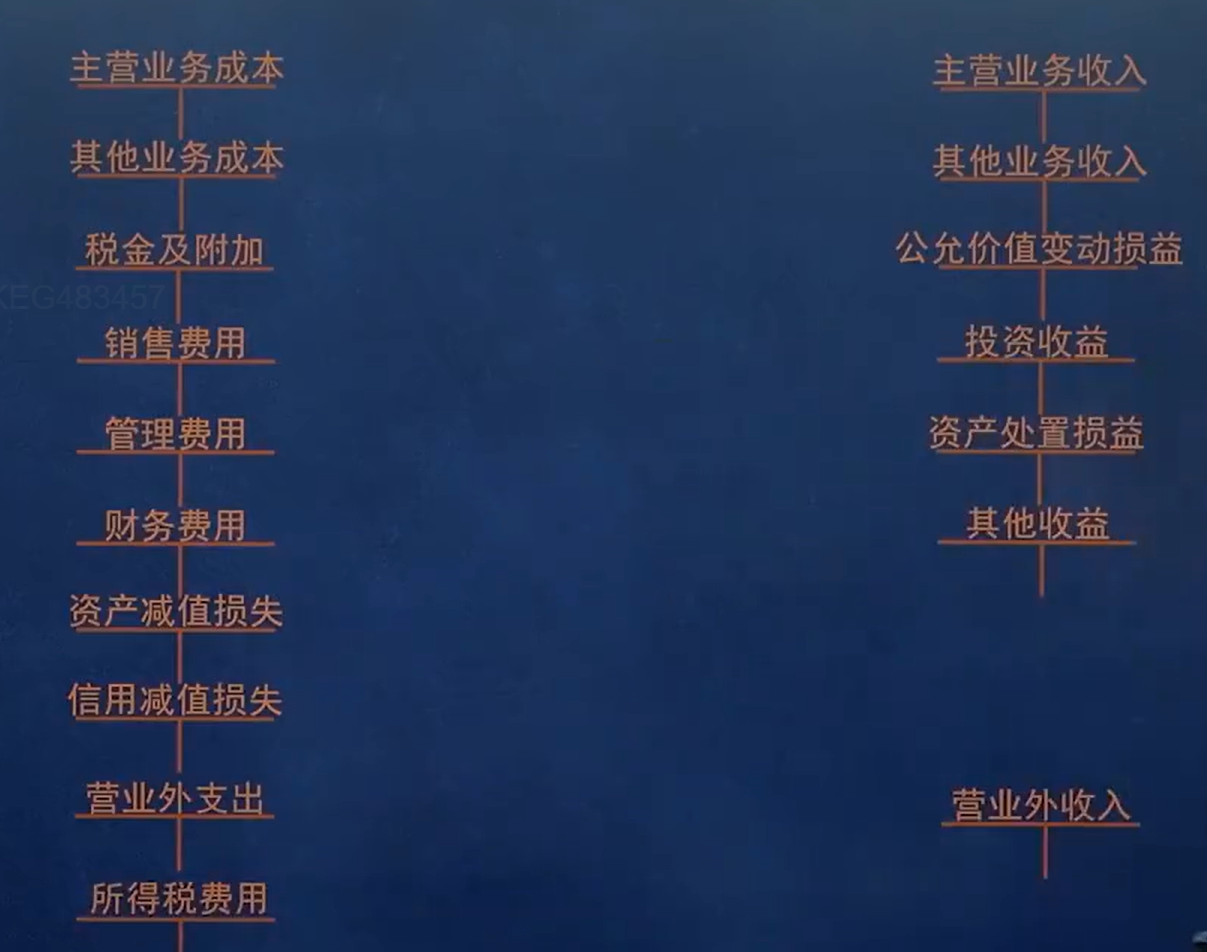 主营业务成本
其他业务成本
税金及附加
KEG483457
销售费用
管理费用
财务费用
资产减值损失
信用减值损失
营业外支出
所得税费用
主营业务收入
其他业务收入
公允价值变动损益
投资收益
资产处置损益
其他收益
营业外收入